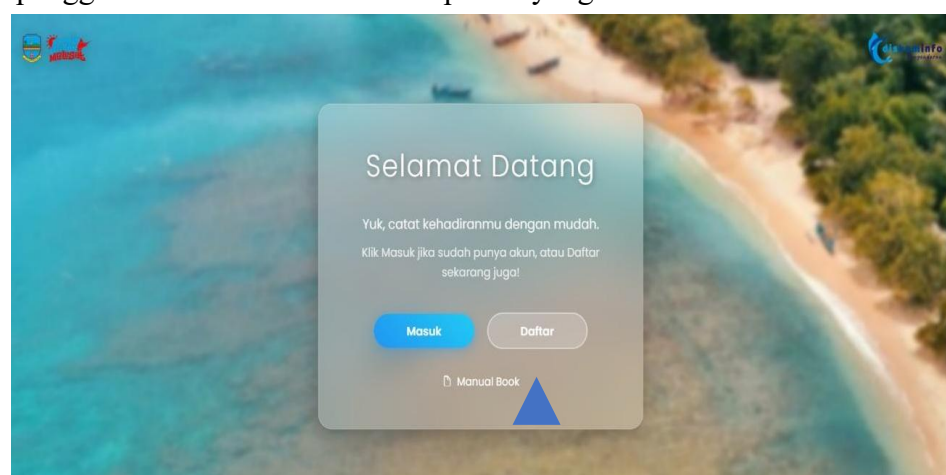 Selamat Datang
Yuk, catat kehadiranmu dengan mudah.
Klik Masuk jika sudah punya akun, atau Daftar
sekarang juga!
Masuk
Daftar
Manual Book